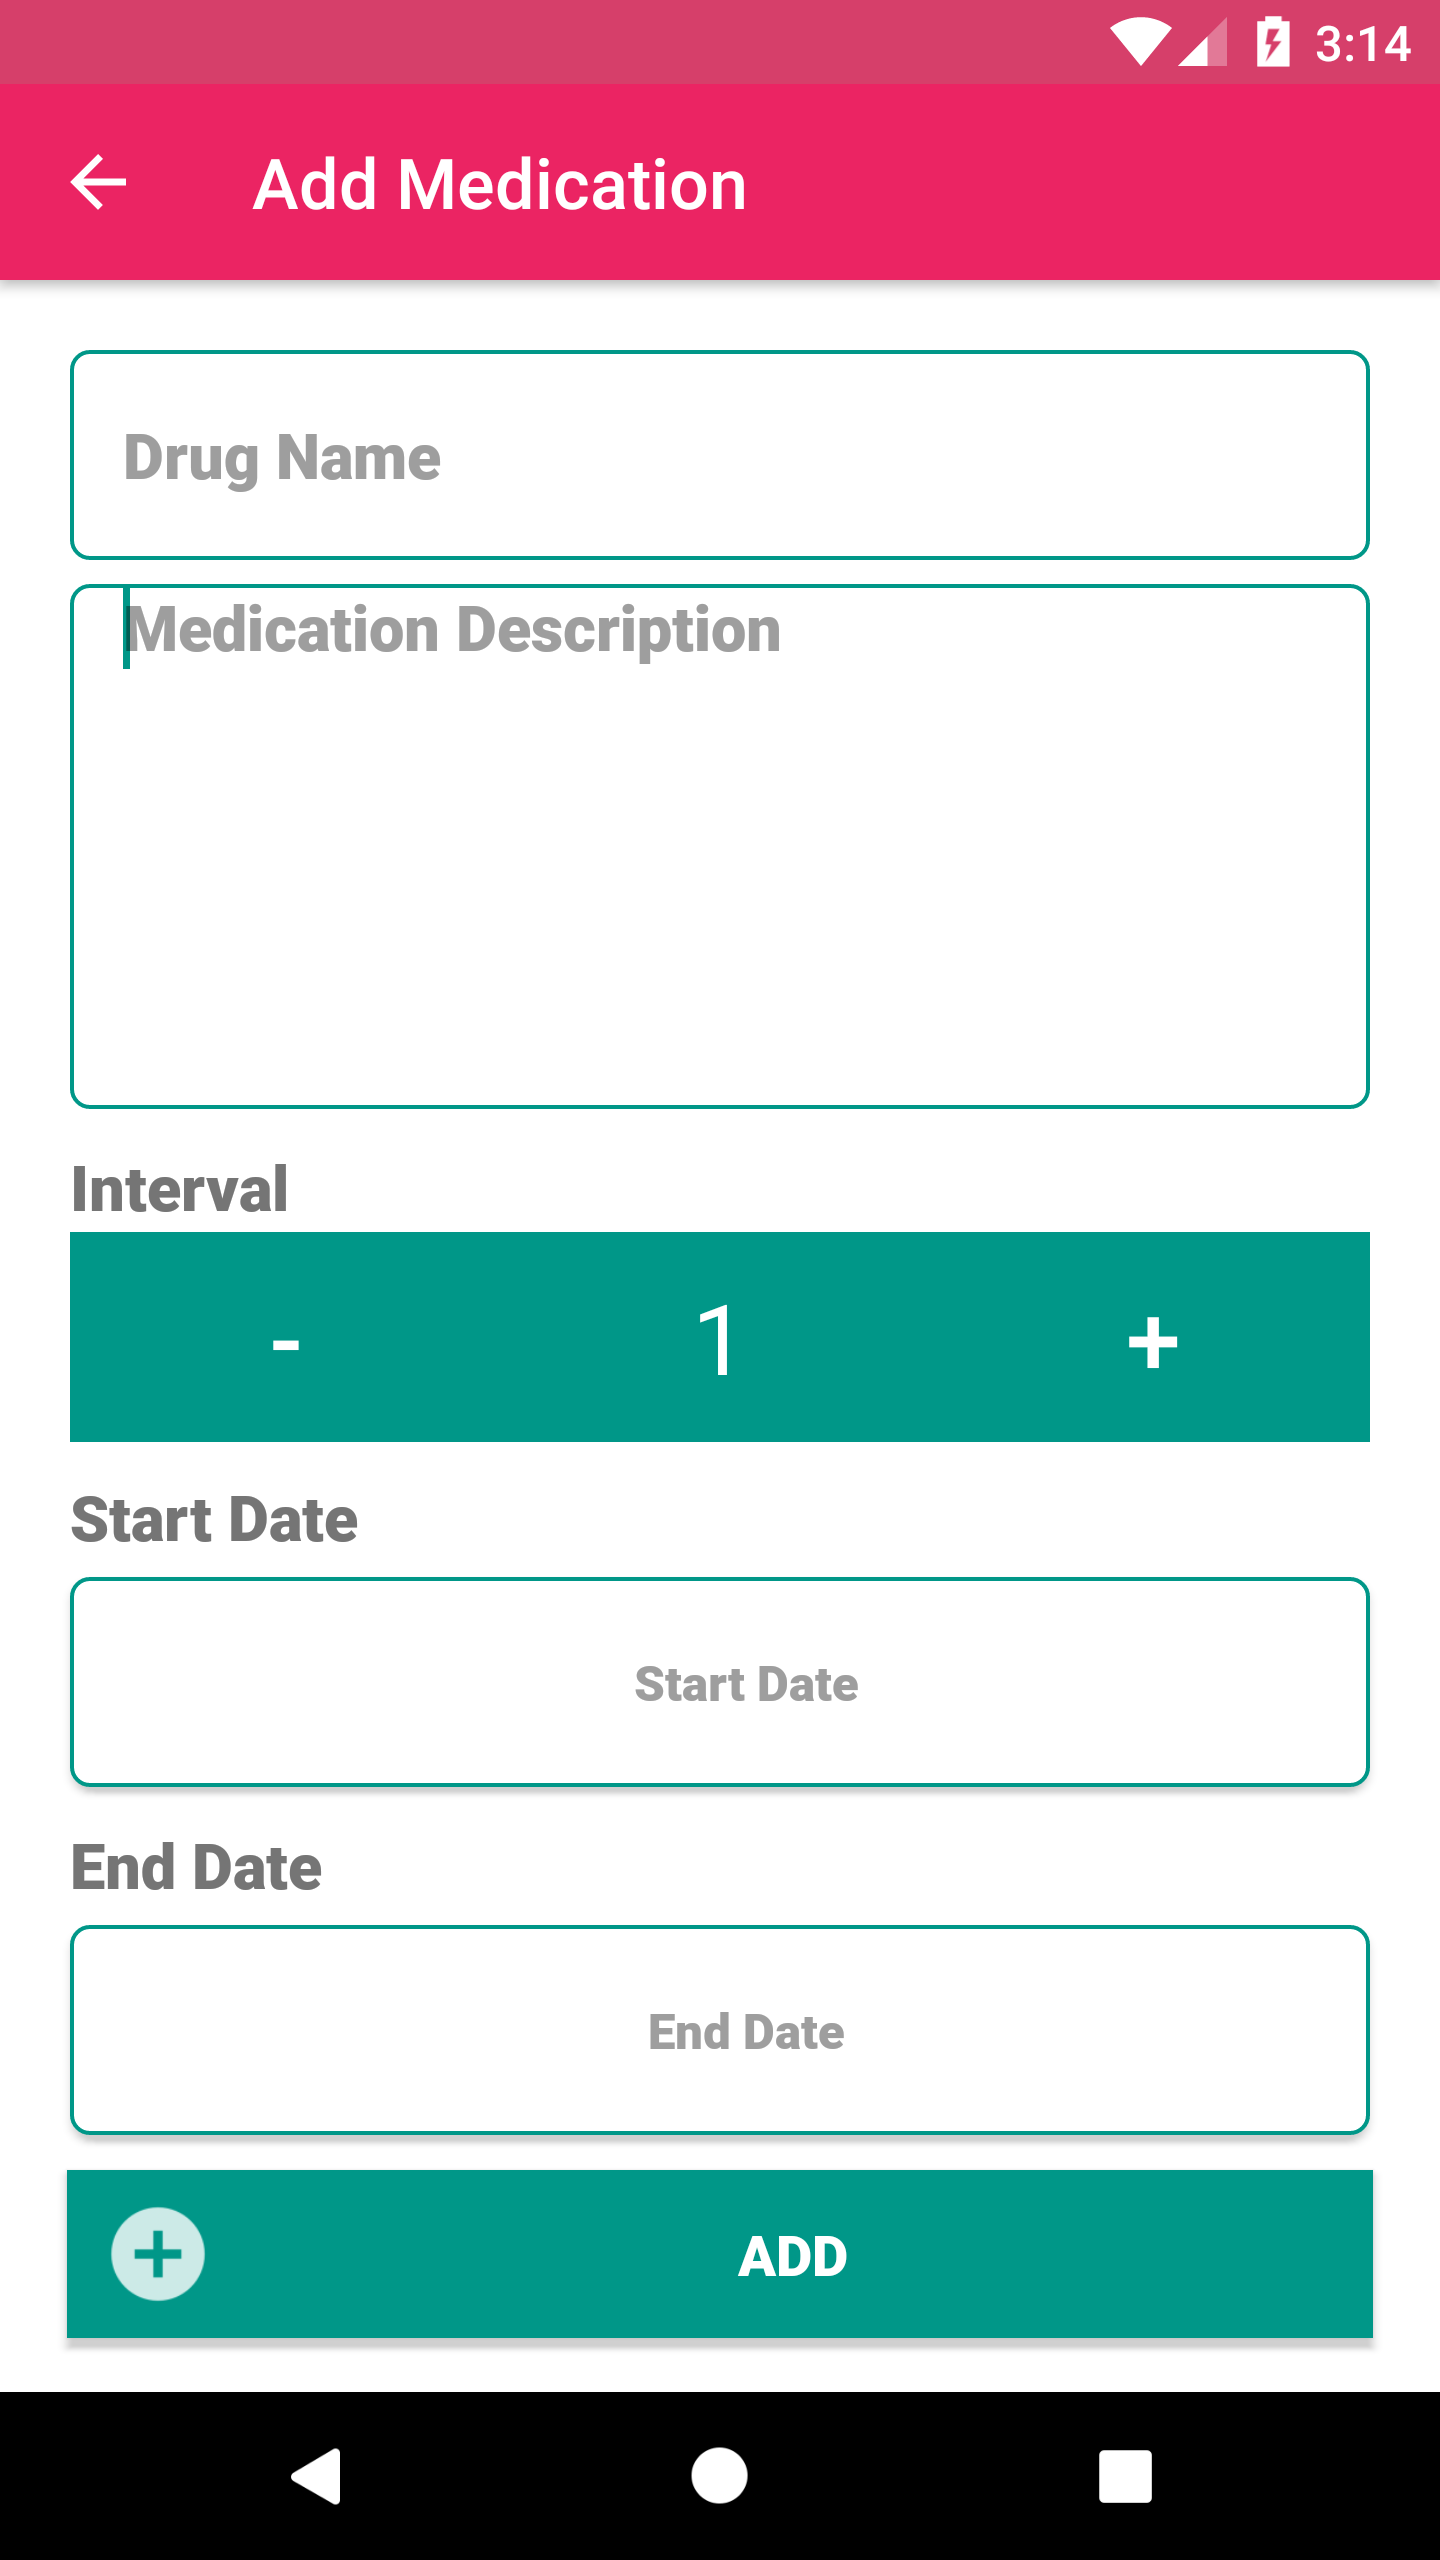 3:14
Add Medication
Drug Name
Medication Description
Interval
- 1 +
Start Date
Start Date
End Date
End Date
ADD